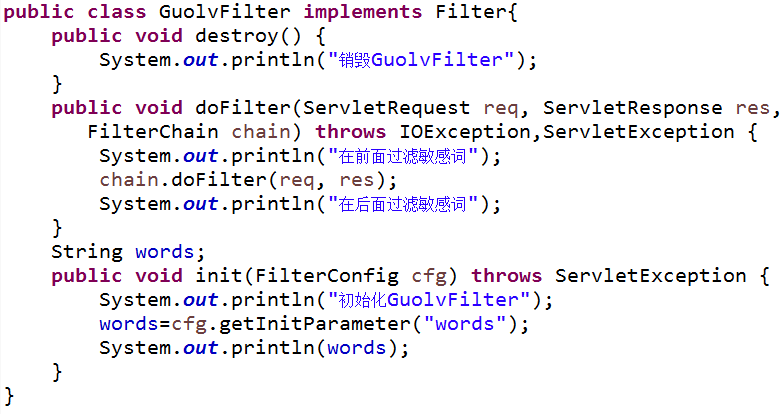 public class GuolvFilter implements Filter{
    public void destroy() {
        System.out.println("销毁GuolvFilter");
    }
    public void doFilter(ServletRequest req, ServletResponse res,
       FilterChain chain) throws IOException,ServletException {
        System.out.println("在前面过滤敏感词");
        chain.doFilter(req, res);
        System.out.println("在后面过滤敏感词");
    }
    String words;
    public void init(FilterConfig cfg) throws ServletException {
        System.out.println("初始化GuolvFilter");
        words=cfg.getInitParameter("words");
        System.out.println(words);
    }
}